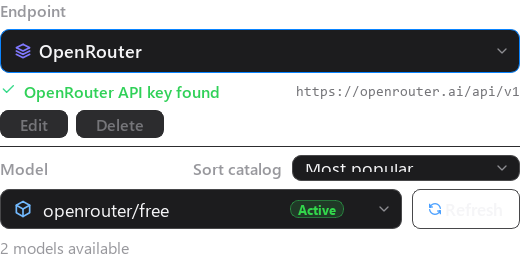 Endpoint
OpenRouter
OpenRouter API key found
https://openrouter.ai/api/v1
Edit Delete
Model Sort catalog Most popular
openrouter/free Active Refresh
2 models available